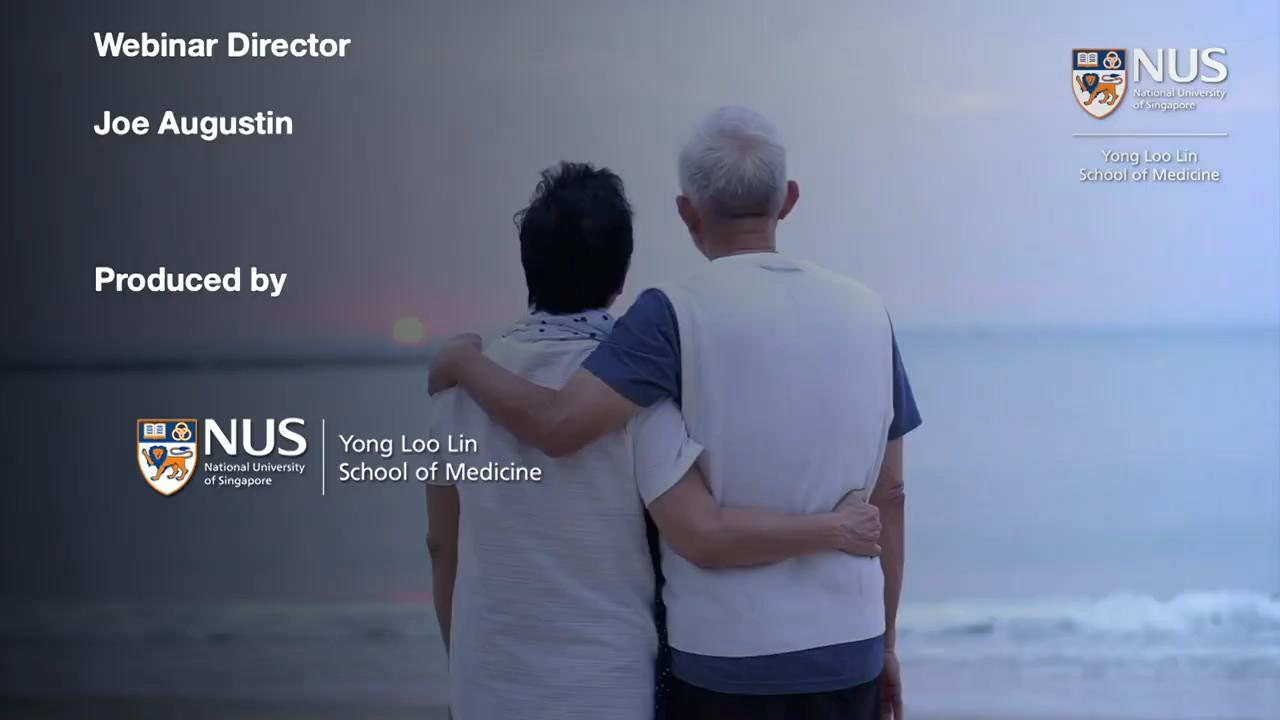 Webinar Director
Joe Augustin
Produced by
NUS
National University
of Singapore
Yong Loo Lin
School of Medicine
NUS
National University
of Singapore
Yong Loo Lin
School of Medicine